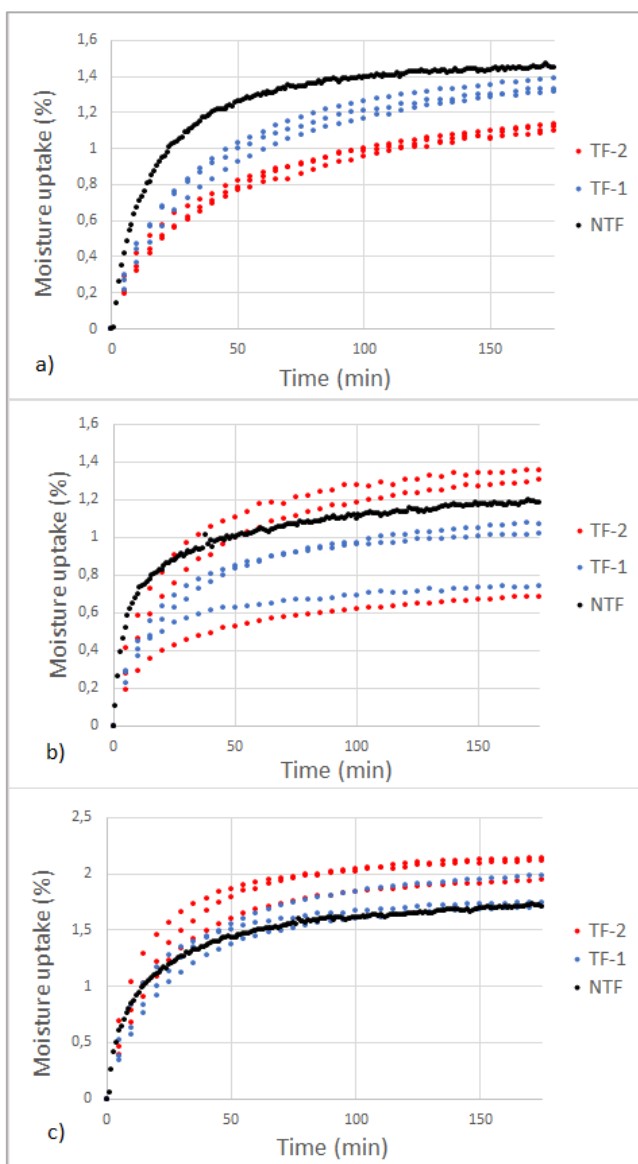 1,6
1,4
1,2
1
0,8
0,6
0,4
0,2
0
Moisture uptake (%)
0 50 100 150
Time (min)
TF-2
TF-1
NTF
a)
1,6
1,4
1,2
1
0,8
0,6
0,4
0,2
0
Moisture uptake (%)
0 50 100 150
Time (min)
TF-2
TF-1
NTF
b)
2,5
2
1,5
1
0,5
0
Moisture uptake (%)
0 50 100 150
Time (min)
TF-2
TF-1
NTF
c)